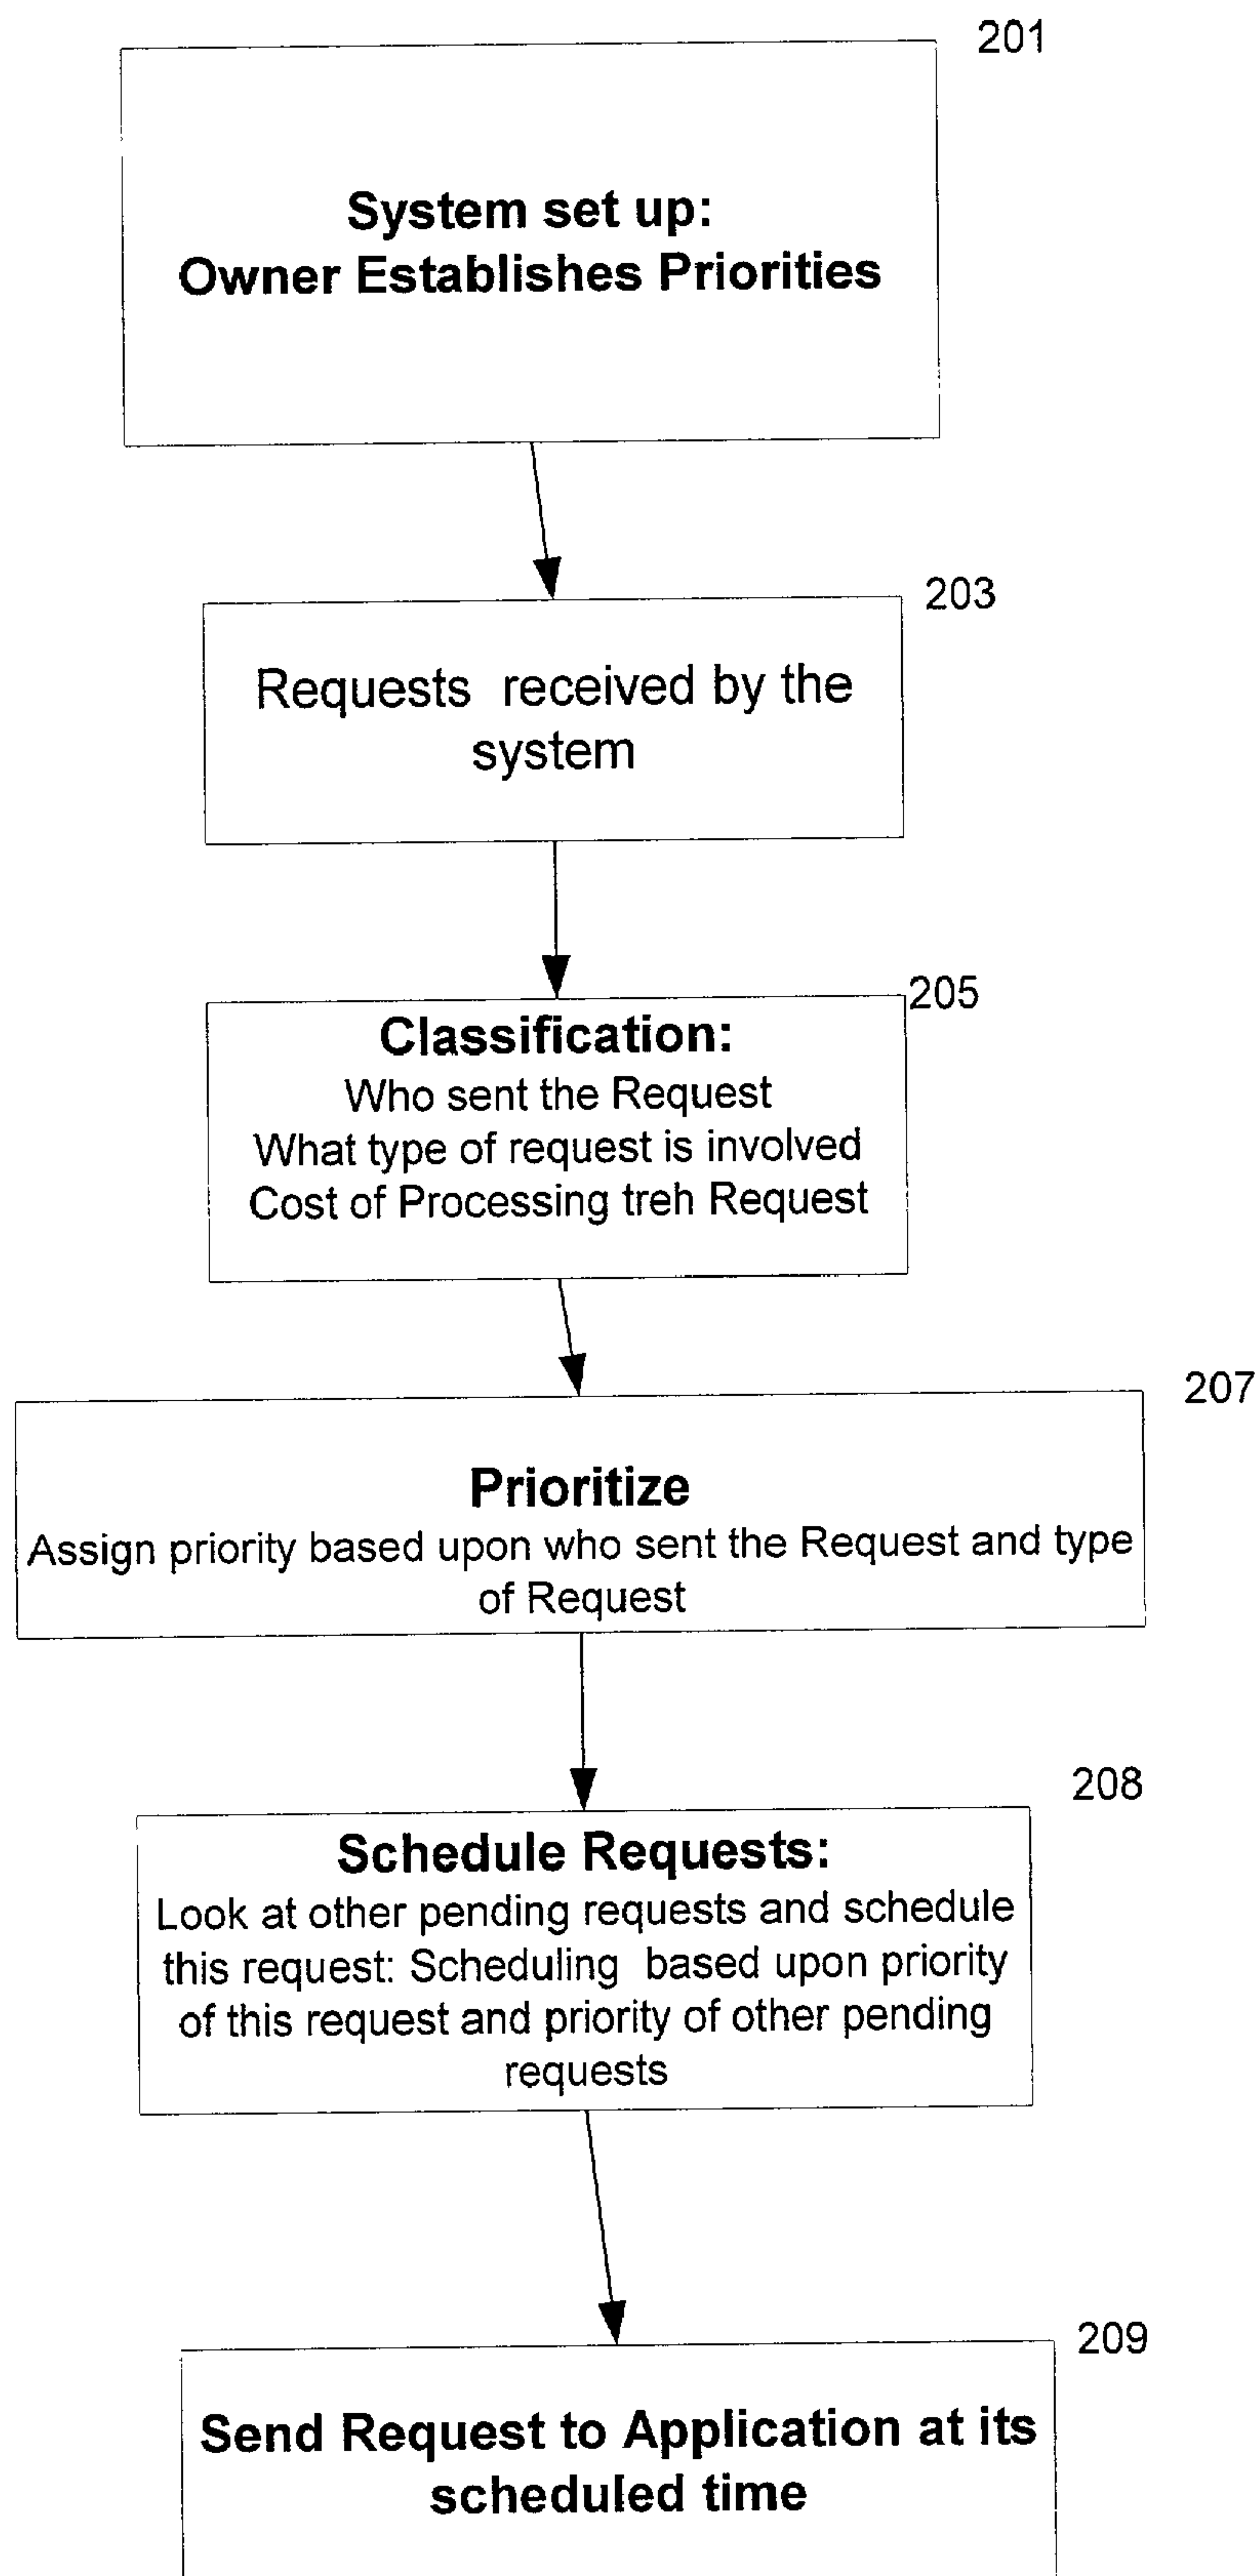 201
System set up:
Owner Establishes Priorities
203
Requests received by the
system
205
Classification:
Who sent the Request
What type of request is involved
Cost of Processing treh Request
207
Prioritize
Assign priority based upon who sent the Request and type
of Request
208
Schedule Requests:
Look at other pending requests and schedule
this request: Scheduling based upon priority
of this request and priority of other pending
requests
209
Send Request to Application at its
scheduled time